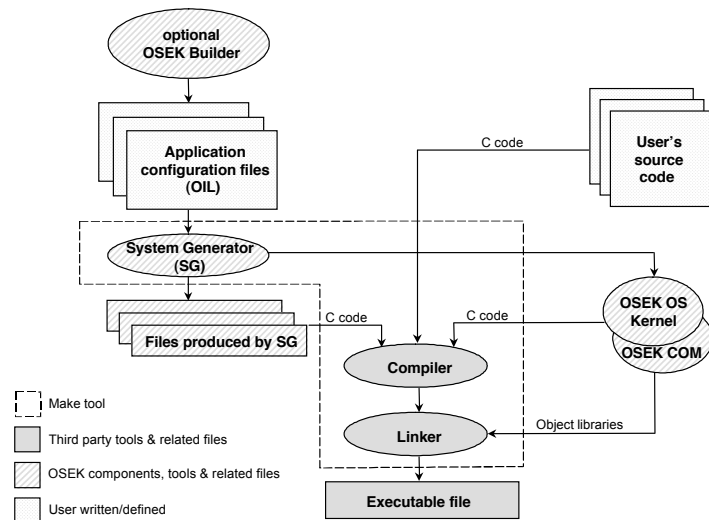 optional
OSEK Builder
Application
configuration files
(OIL)
C code
User's
source
code
System Generator
(SG)
Files produced by SG
C code
C code
OSEK OS
Kernel
OSEK COM
Compiler
Linker
Object libraries
Executable file
Make tool
Third party tools & related files
OSEK components, tools & related files
User written/defined